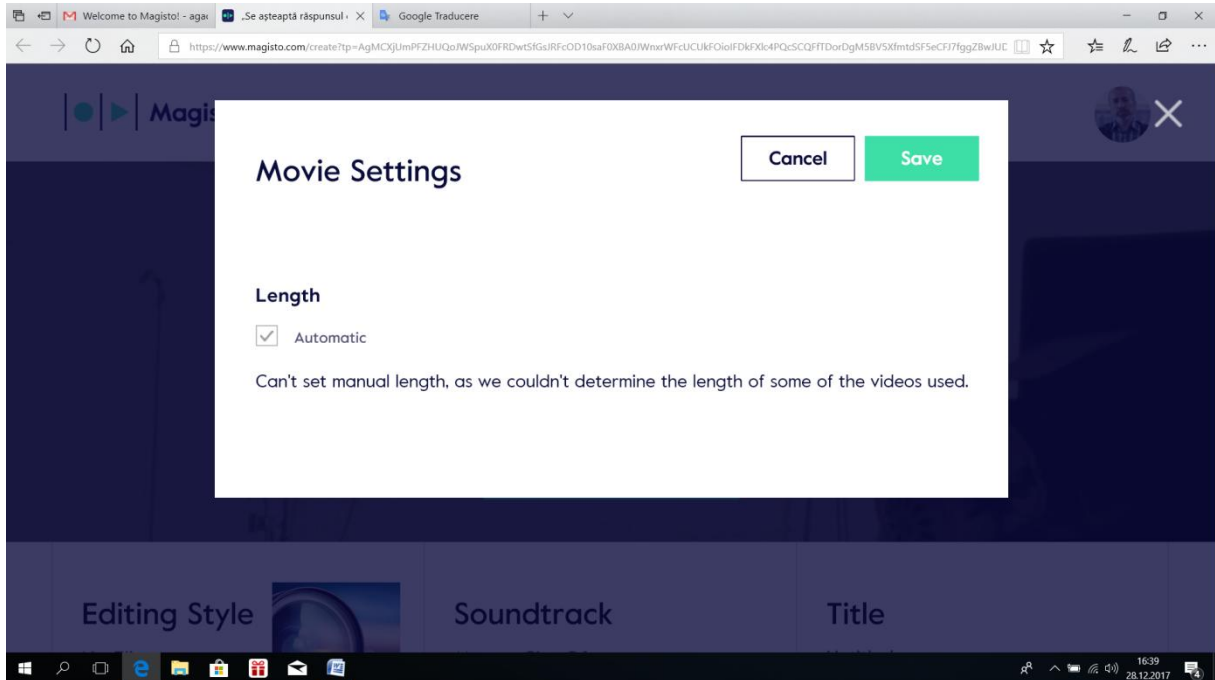 Welcome to Magisto! - agac
„Se așteaptă răspunsul
Google Traducere
https://www.magisto.com/create?tp=
Magis
Movie Settings
Cancel
Save
Length
Automatic
Can't set manual length, as we couldn't determine the length of some of the videos used.
Editing Style
Soundtrack
Title
16:39
28.12.2017